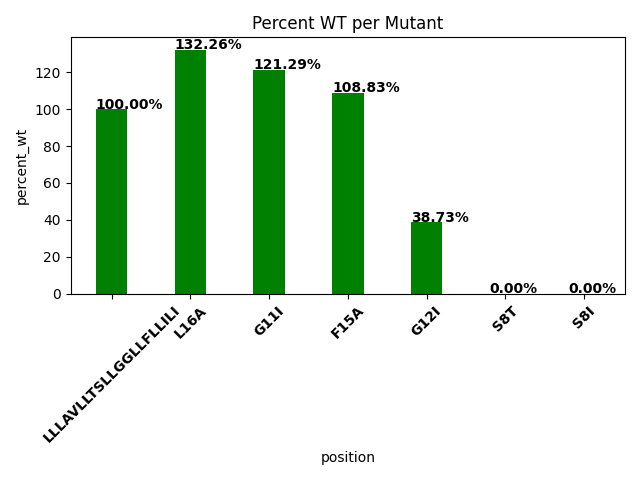 Percent WT per Mutant
percent_wt
120
100
80
60
40
20
0
100.00%
132.26%
121.29%
108.83%
38.73%
0.00%
0.00%
LLLAVLLTSLLGGLLFLLILI
L16A
G11I
F15A
G12I
S8T
S8I
position